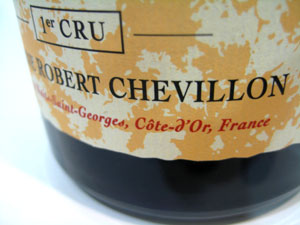 1er CRU
ROBERT CHEVILLON
Saint-Georges, Côte-d'Or, France